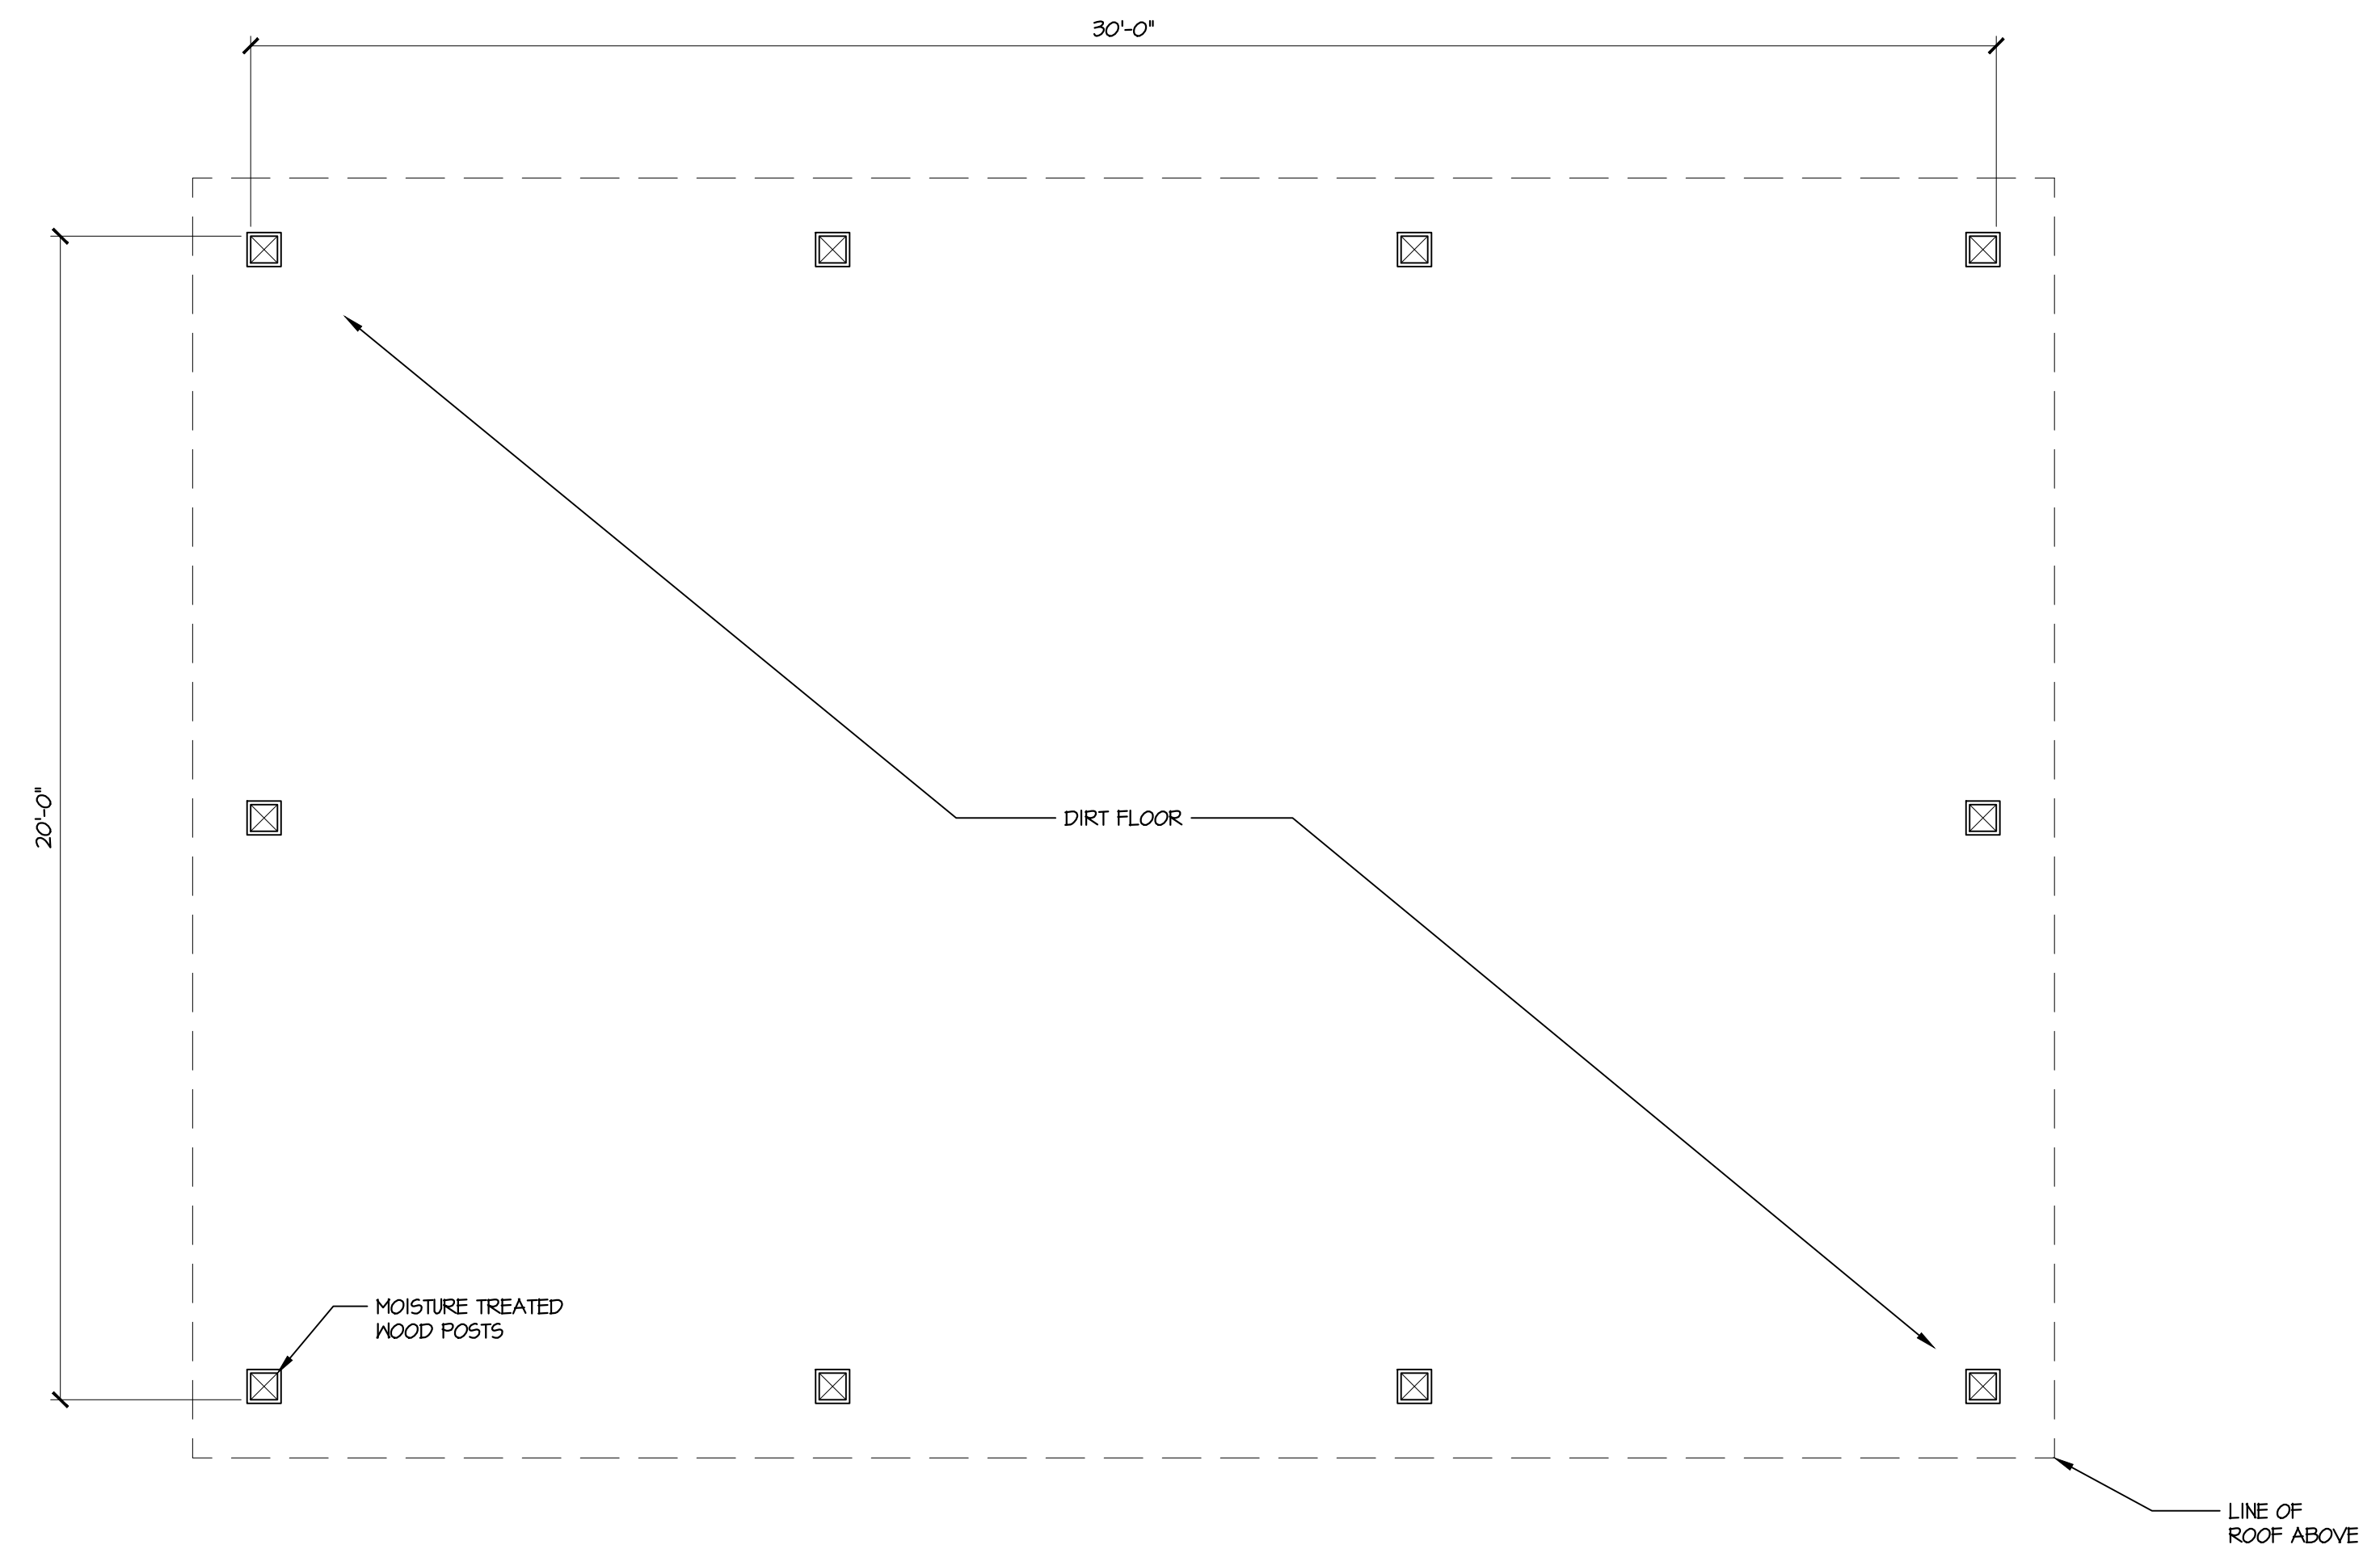 30'-0"
20'-0"
DIRT FLOOR
MOISTURE TREATED
WOOD POSTS
LINE OF
ROOF ABOVE